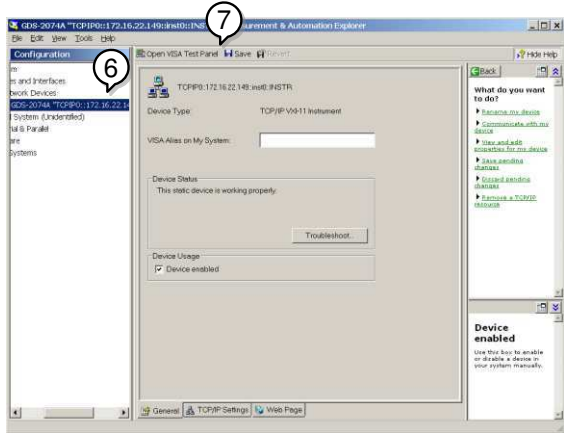 GDS-2074A "TCPIP0::172.16.22.149::inst0::INS
7
urement & Automation Explorer
File Edit View Tools Help
Configuration
6
Open VISA Test Panel Save Revert
Hide Help
es and Interfaces
twork Devices
GDS-2074A "TCPIP0::172.16.22.14
l System (Unidentified)
ial & Parallel
are
Systems
TCPIP0::172.16.22.149::inst0::INSTR
Device Type: TCP/IP VXI-11 Instrument
VISA Alias on My System:
Device Status
This static device is working properly.
Troubleshoot...
Device Usage
Device enabled
General TCP/IP Settings Web Page
Back
What do you want
to do?
Rename my device
Communicate with my
device
View and edit
properties for my device
Save pending
changes
Discard pending
changes
Remove a TCP/IP
resource
Device
enabled
Use this box to enable
or disable a device in
your system manually.